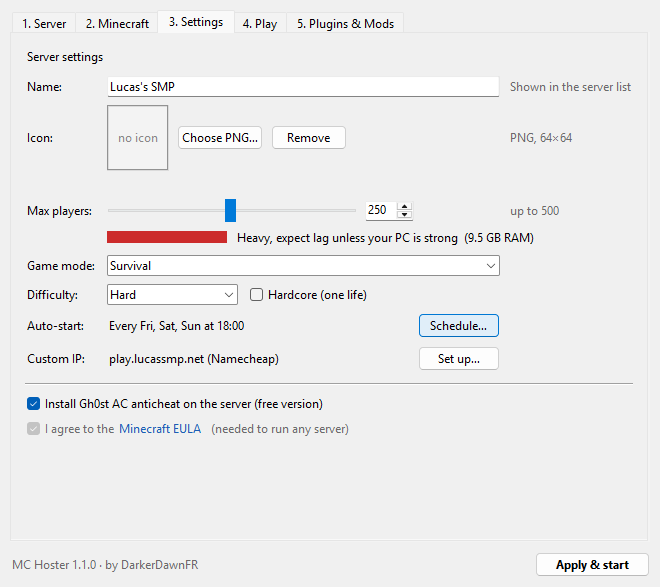 1. Server 2. Minecraft 3. Settings 4. Play 5. Plugins & Mods
Server settings
Name: Lucas's SMP Shown in the server list
Icon: no icon Choose PNG... Remove PNG, 64×64
Max players: 250 up to 500
Heavy, expect lag unless your PC is strong (9.5 GB RAM)
Game mode: Survival
Difficulty: Hard Hardcore (one life)
Auto-start: Every Fri, Sat, Sun at 18:00 Schedule...
Custom IP: play.lucassmp.net (Namecheap) Set up...
Install Gh0st AC anticheat on the server (free version)
I agree to the Minecraft EULA (needed to run any server)
MC Hoster 1.1.0 · by DarkerDawnFR Apply & start